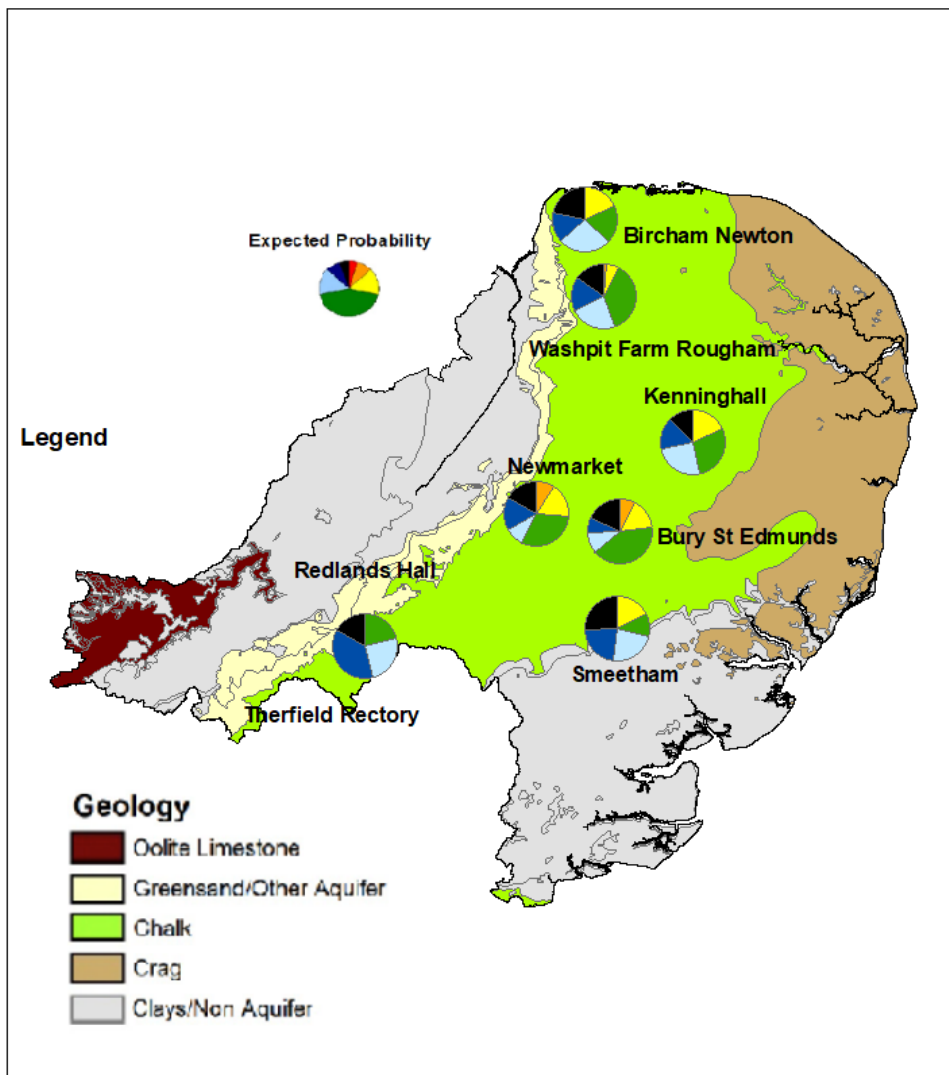 Bircham Newton
Expected Probability
Washpit Farm Rougham
Kenninghall
Legend
Newmarket
Bury St Edmunds
Redlands Hall
Smeetham
Therfield Rectory
Geology
Oolite Limestone
Greensand/Other Aquifer
Chalk
Crag
Clays/Non Aquifer